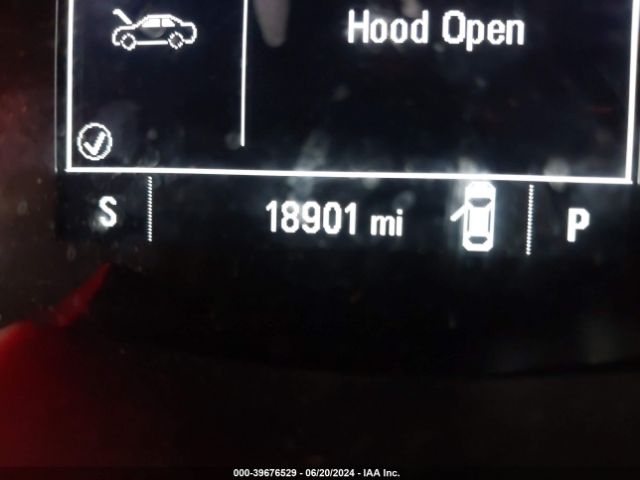 Hood Open
S 18901 mi P
000-39676529 - 06/20/2024 - IAA Inc.